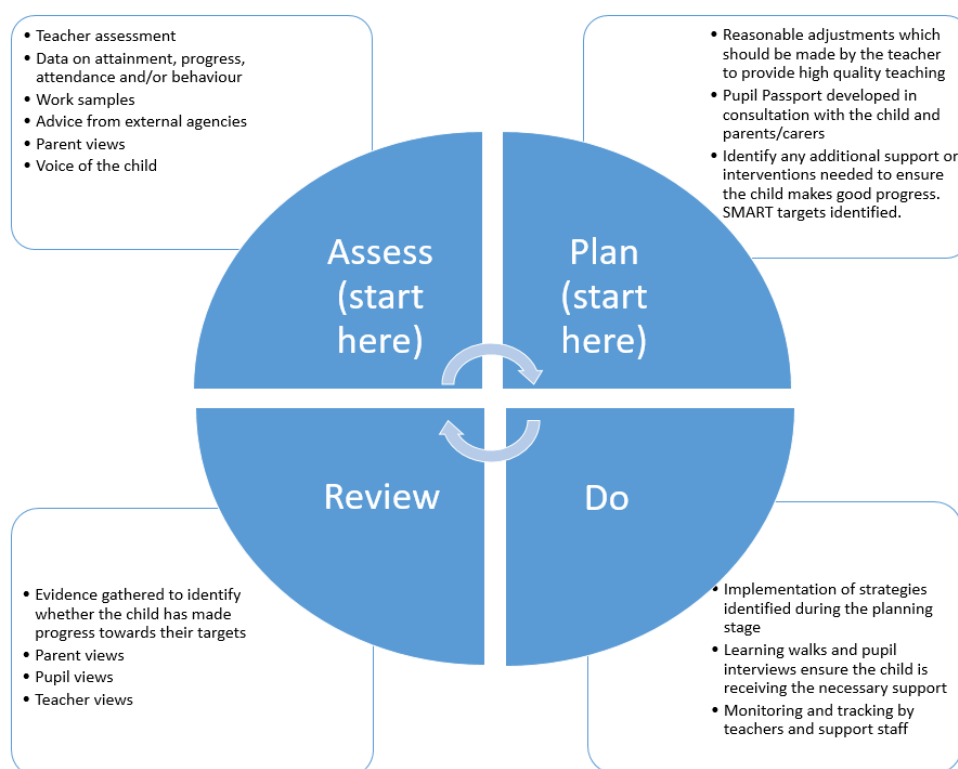 • Teacher assessment
• Data on attainment, progress,
attendance and/or behaviour
• Work samples
• Advice from external agencies
• Parent views
• Voice of the child
• Reasonable adjustments which
should be made by the teacher
to provide high quality teaching
• Pupil Passport developed in
consultation with the child and
parents/carers
• Identify any additional support or
interventions needed to ensure
the child makes good progress.
SMART targets identified.
Assess
(start
here)
Plan
(start
here)
Review
Do
• Evidence gathered to identify
whether the child has made
progress towards their targets
• Parent views
• Pupil views
• Teacher views
• Implementation of strategies
identified during the planning
stage
• Learning walks and pupil
interviews ensure the child is
receiving the necessary support
• Monitoring and tracking by
teachers and support staff